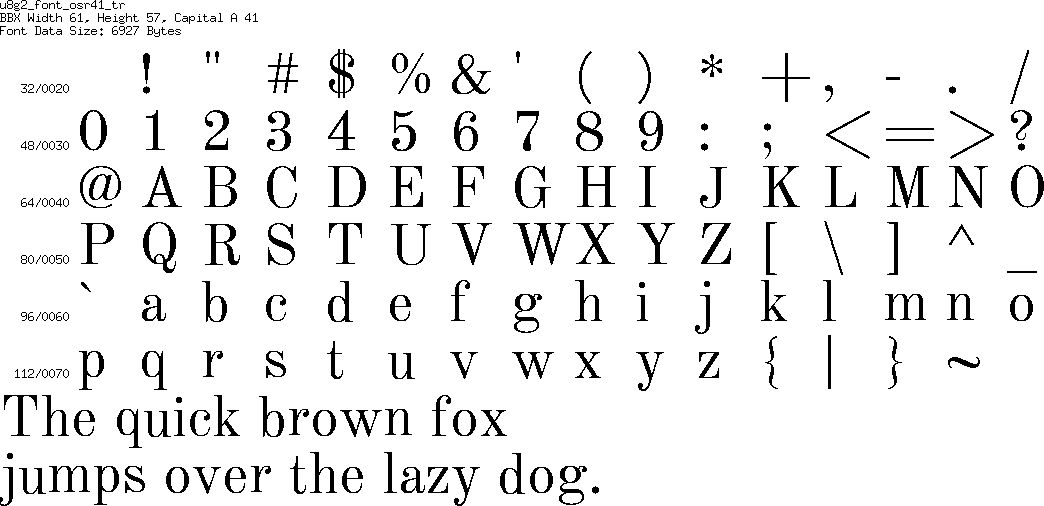 u8g2_font_osr41_tr
BBX Width 61, Height 57, Capital A 41
Font Data Size: 6927 Bytes
32/0020 ! " # $ % & ' ( ) * + , - . /
48/0030 0 1 2 3 4 5 6 7 8 9 : ; < = > ?
64/0040 @ A B C D E F G H I J K L M N O
80/0050 P Q R S T U V W X Y Z [ \ ] ^ _
96/0060 ` a b c d e f g h i j k l m n o
112/0070 p q r s t u v w x y z { | } ~
The quick brown fox
jumps over the lazy dog.